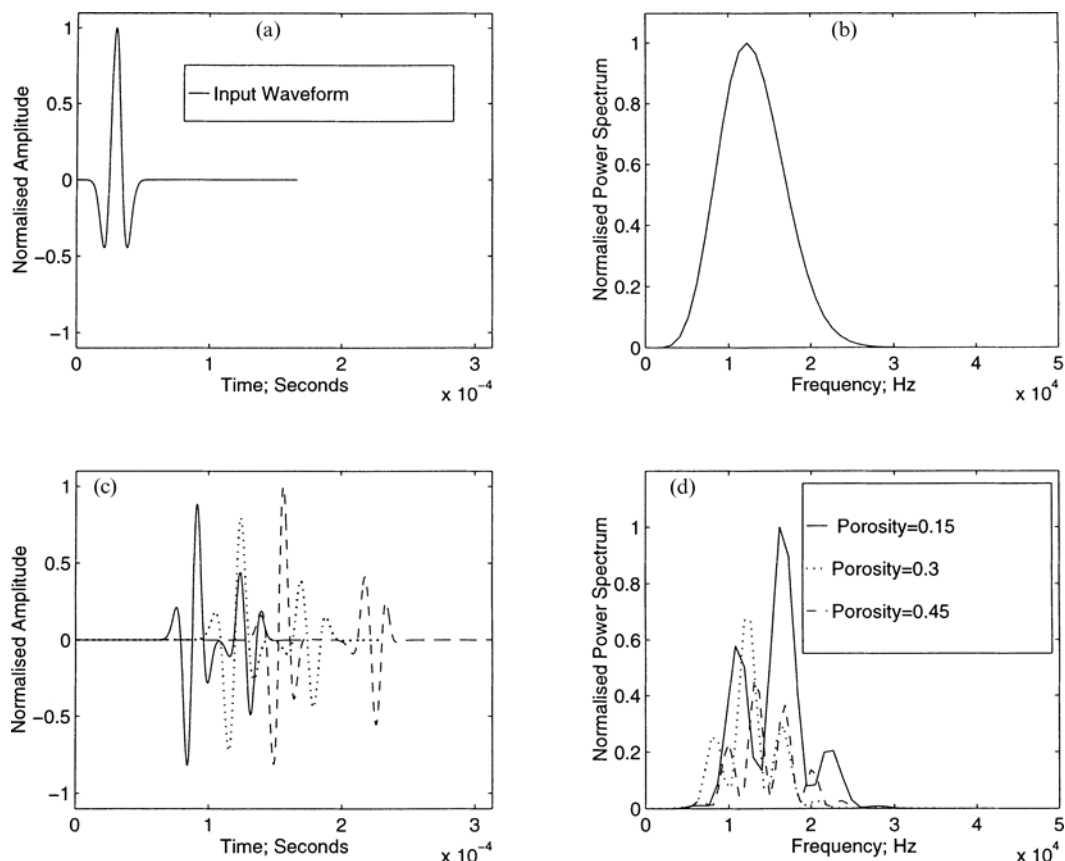 (a)
1
0.5
0
−0.5
−1
Normalised Amplitude
Input Waveform
0 1 2 3
Time; Seconds
x 10⁻⁴
(b)
1
0.8
0.6
0.4
0.2
0
Normalised Power Spectrum
0 1 2 3 4 5
Frequency; Hz
x 10⁴
(c)
1
0.5
0
−0.5
−1
Normalised Amplitude
0 1 2 3
Time; Seconds
x 10⁻⁴
(d)
1
0.8
0.6
0.4
0.2
0
Normalised Power Spectrum
Porosity=0.15
Porosity=0.3
Porosity=0.45
0 1 2 3 4 5
Frequency; Hz
x 10⁴